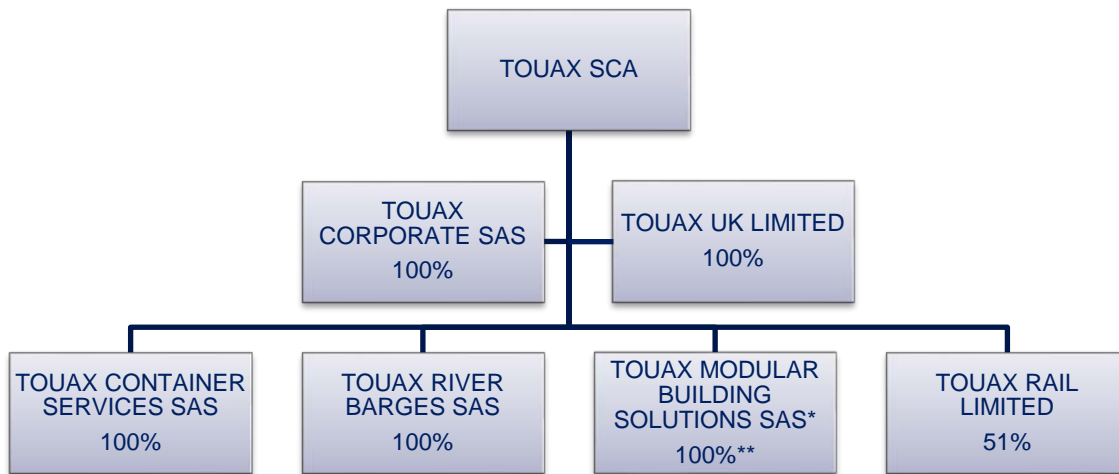 TOUAX SCA
TOUAX
CORPORATE SAS
100%
TOUAX UK LIMITED
100%
TOUAX CONTAINER
SERVICES SAS
100%
TOUAX RIVER
BARGES SAS
100%
TOUAX MODULAR
BUILDING
SOLUTIONS SAS*
100%**
TOUAX RAIL
LIMITED
51%